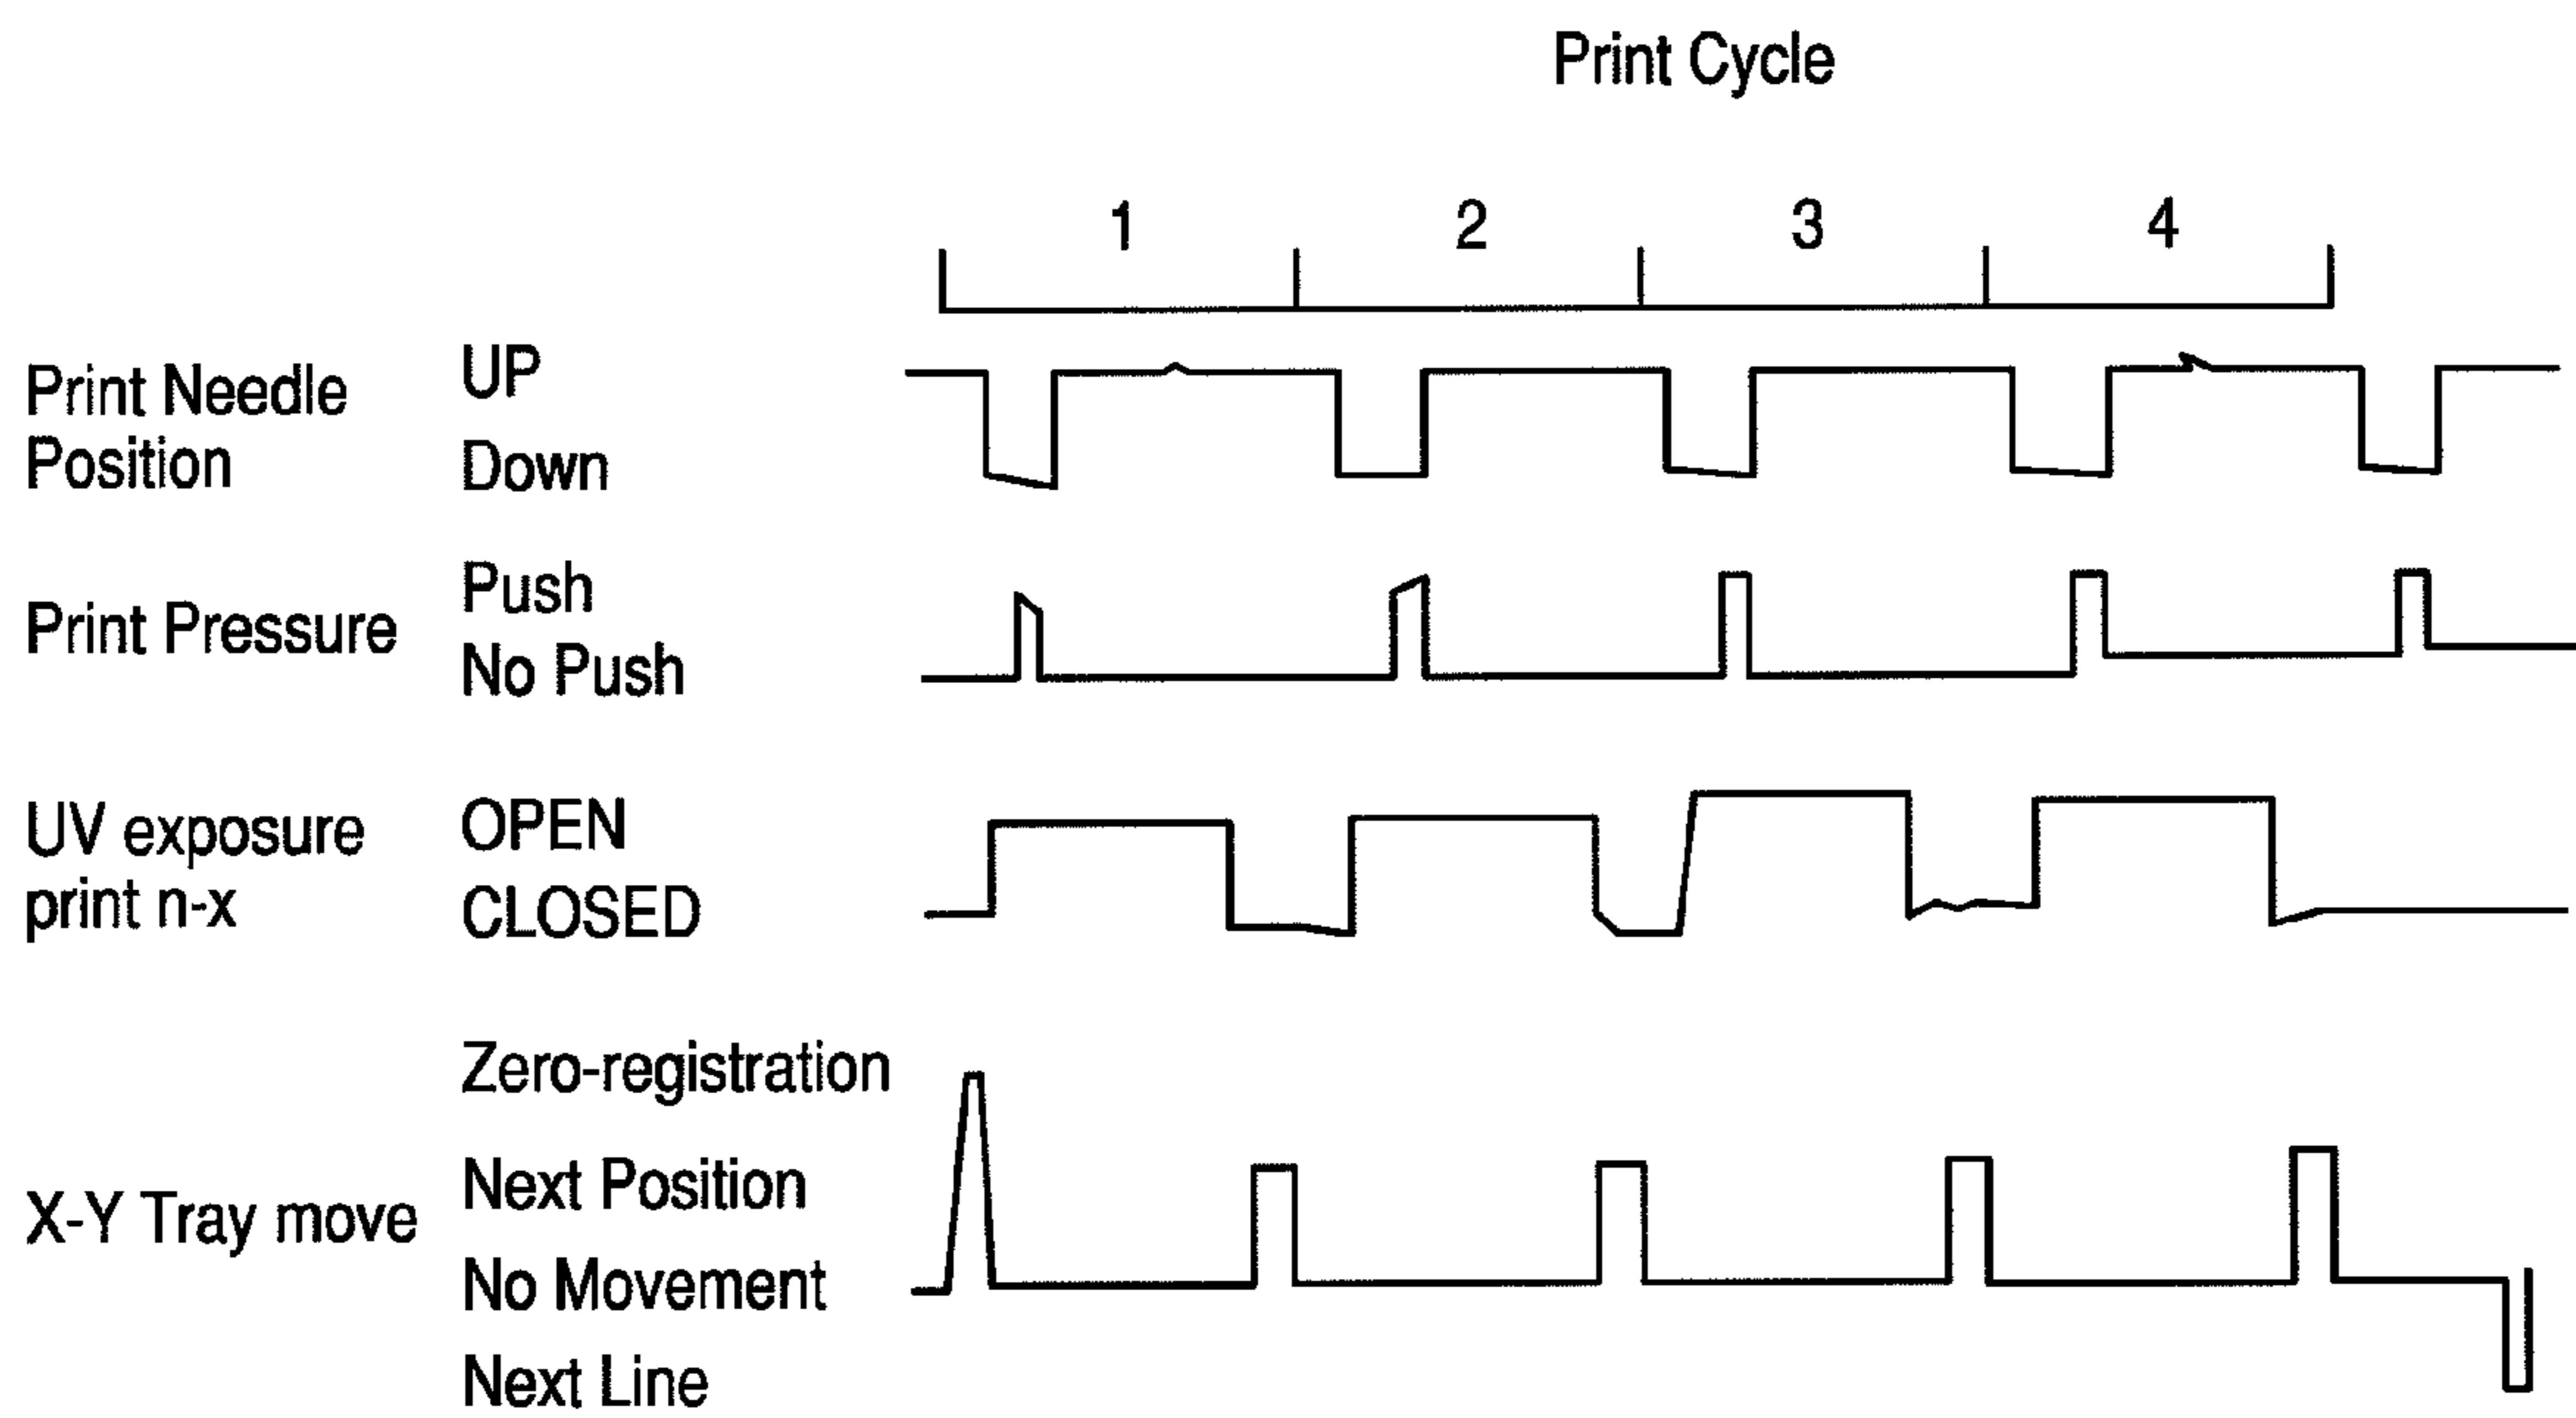 Print Cycle
1 2 3 4
Print Needle
Position
UP
Down
Print Pressure
Push
No Push
UV exposure
print n-x
OPEN
CLOSED
X-Y Tray move
Zero-registration
Next Position
No Movement
Next Line